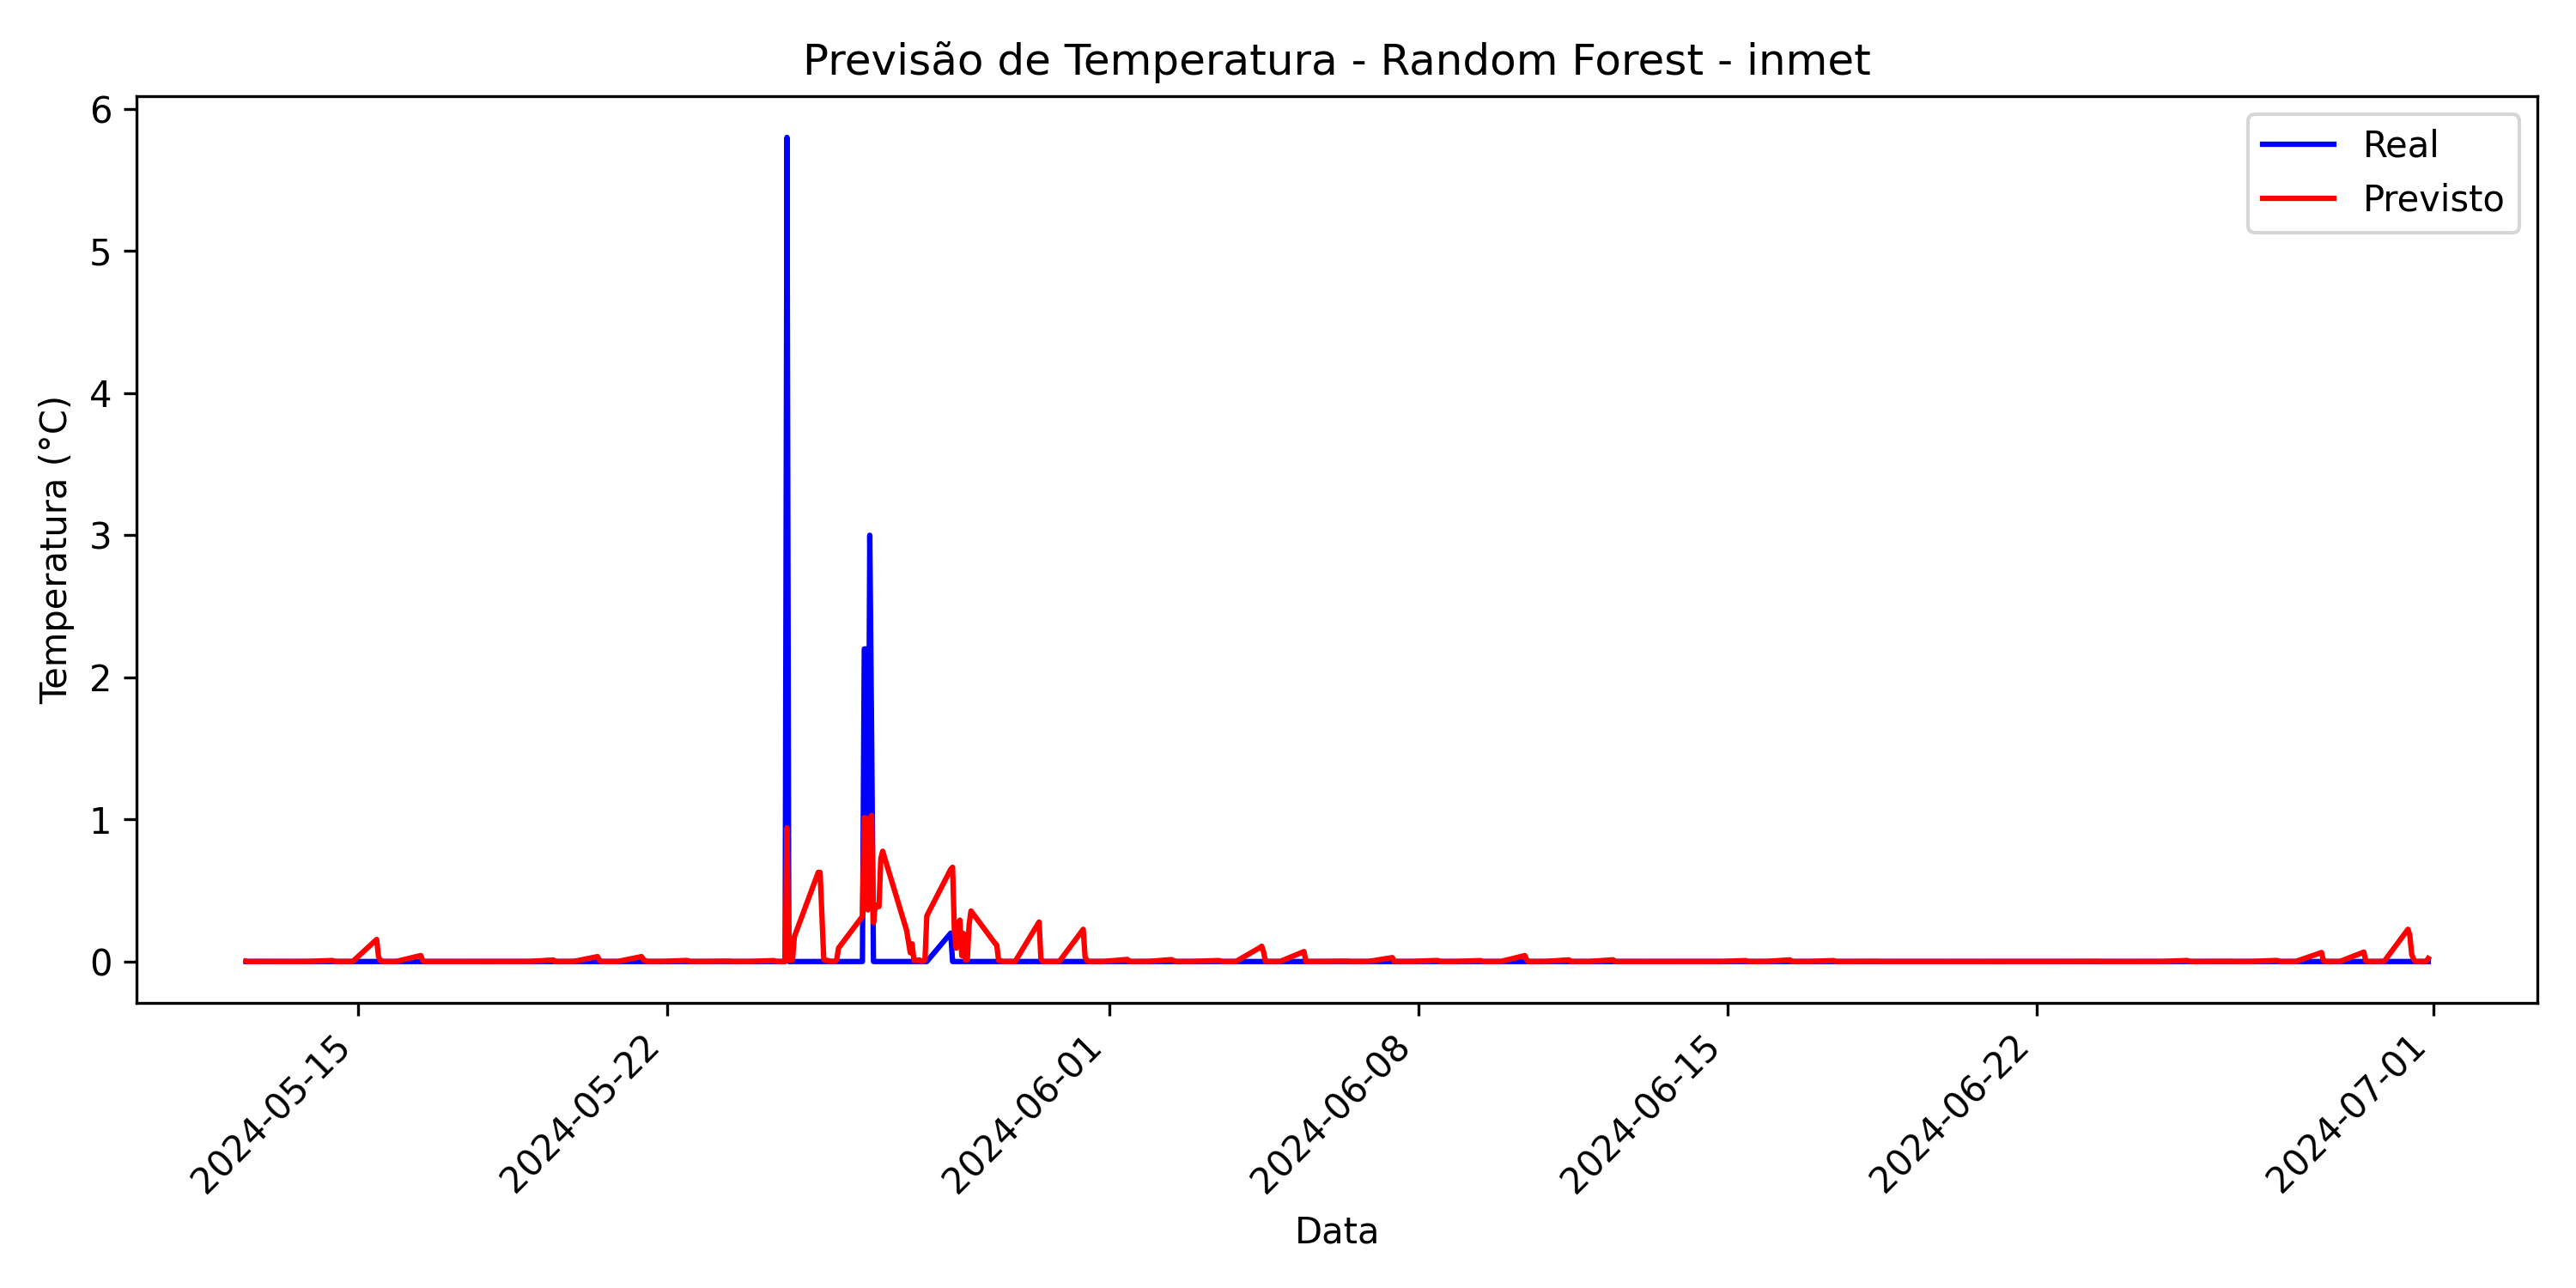 Previsão de Temperatura - Random Forest - inmet
Real
Previsto
Temperatura (°C)
6
5
4
3
2
1
0
2024-05-15
2024-05-22
2024-06-01
2024-06-08
2024-06-15
2024-06-22
2024-07-01
Data